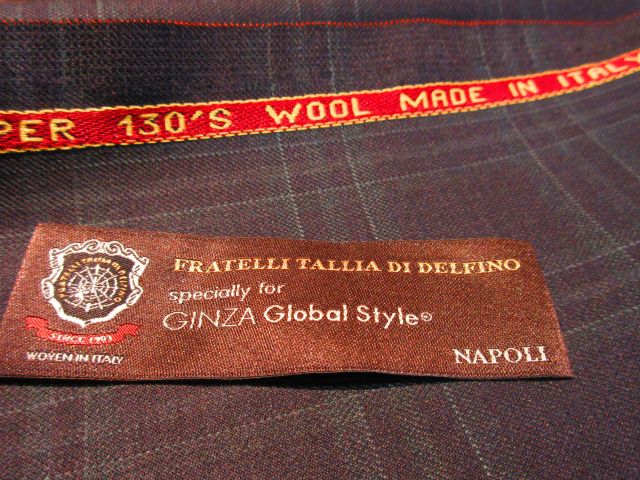 PER 130'S WOOL MADE IN ITALY
FRATELLI TALLIA DI DELFINO
specially for
GINZA Global Style®
SINCE 1903
WOVEN IN ITALY
NAPOLI